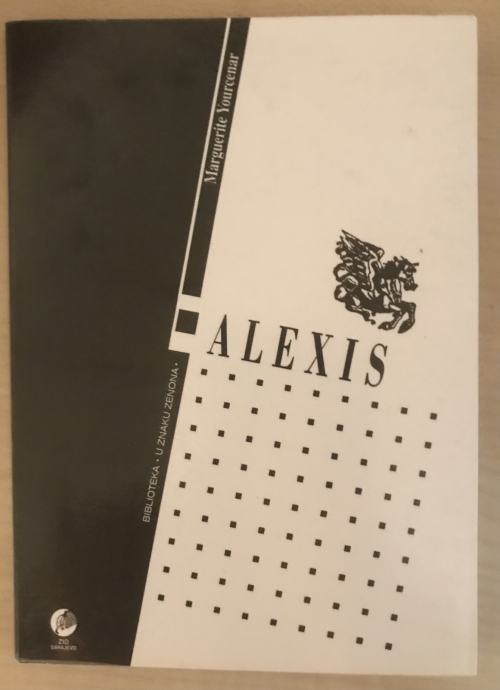 Marguerite Yourcenar
ALEXIS
BIBLIOTEKA • U ZNAKU ZENONA •
ZID
SARAJEVO